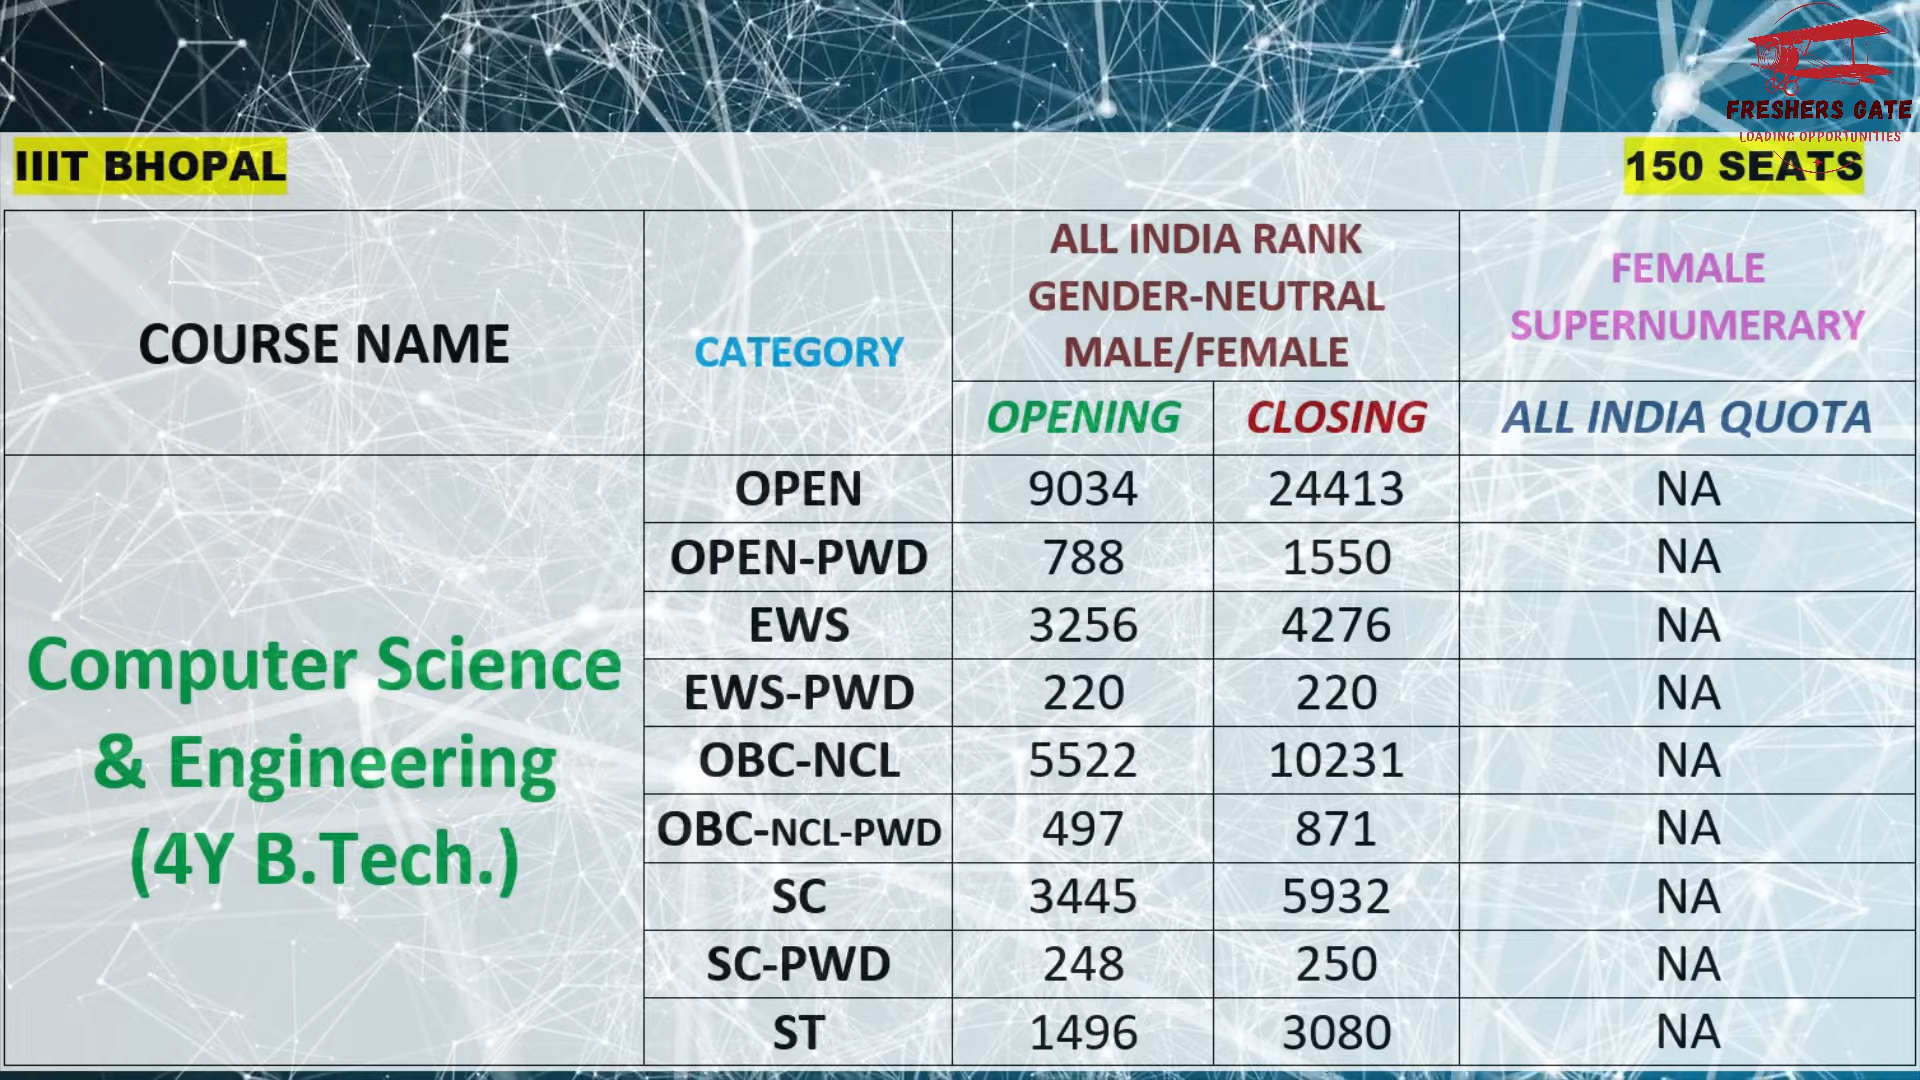 FRESHERS GATE
LOADING OPPORTUNITIES
IIIT BHOPAL
150 SEATS
COURSE NAME
CATEGORY
ALL INDIA RANK
GENDER-NEUTRAL
MALE/FEMALE
FEMALE
SUPERNUMERARY
OPENING CLOSING ALL INDIA QUOTA
Computer Science
& Engineering
(4Y B.Tech.)
OPEN 9034 24413 NA
OPEN-PWD 788 1550 NA
EWS 3256 4276 NA
EWS-PWD 220 220 NA
OBC-NCL 5522 10231 NA
OBC-NCL-PWD 497 871 NA
SC 3445 5932 NA
SC-PWD 248 250 NA
ST 1496 3080 NA